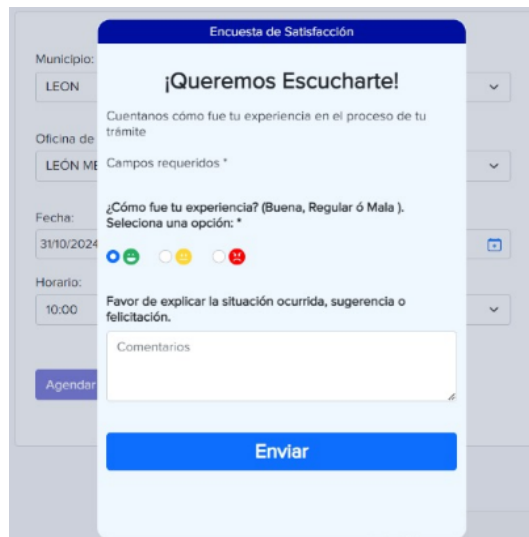 Encuesta de Satisfacción
Municipio:
LEON
¡Queremos Escucharte!
Cuentanos cómo fue tu experiencia en el proceso de tu
trámite
Oficina de
LEÓN ME
Campos requeridos *
¿Cómo fue tu experiencia? (Buena, Regular ó Mala ).
Seleciona una opción: *
Fecha:
31/10/2024
Horario:
10:00
Favor de explicar la situación ocurrida, sugerencia o
felicitación.
Comentarios
Agendar
Enviar